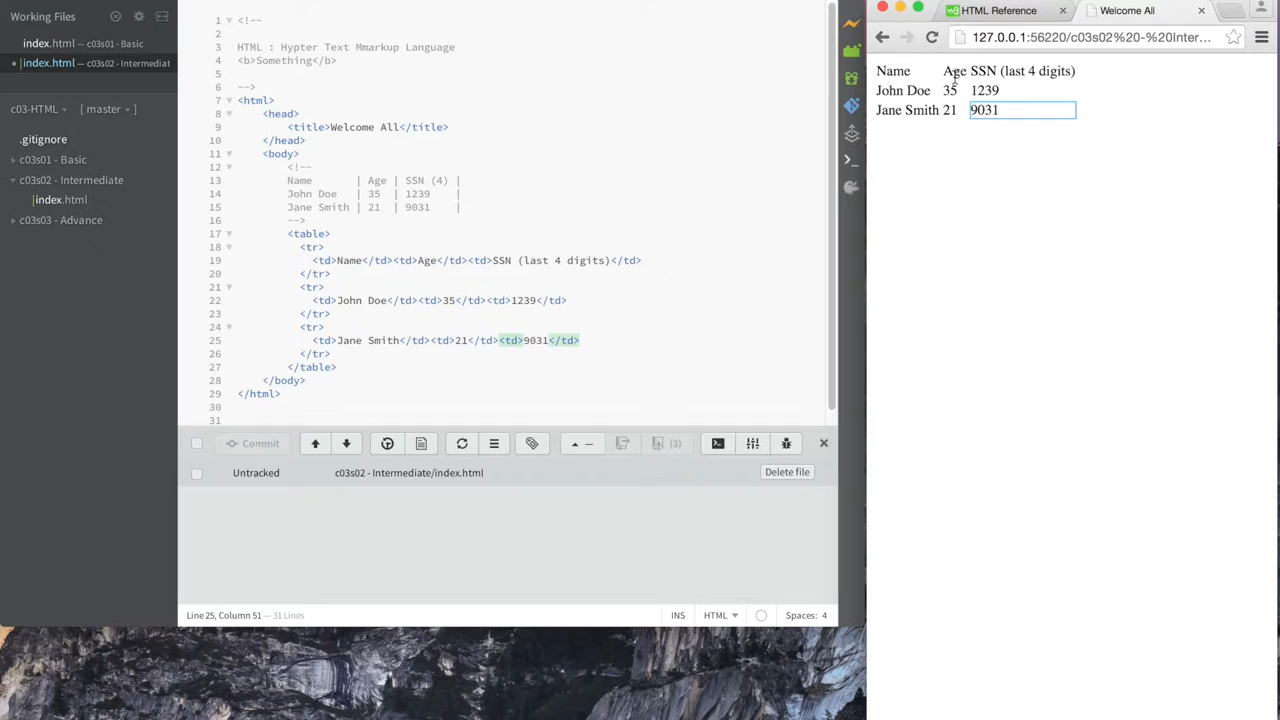 Working Files
index.html — c03s01 - Basic
index.html — c03s02 - Intermediat
c03-HTML [ master ]
.gitignore
c03s01 - Basic
c03s02 - Intermediate
index.html
c03s03 - Advance
1 <!--
2
3 HTML : Hypter Text Mmarkup Language
4 <b>Something</b>
5
6 -->
7 <html>
8 <head>
9 <title>Welcome All</title>
10 </head>
11 <body>
12 <!--
13 Name | Age | SSN (4) |
14 John Doe | 35 | 1239 |
15 Jane Smith | 21 | 9031 |
16 -->
17 <table>
18 <tr>
19 <td>Name</td><td>Age</td><td>SSN (last 4 digits)</td>
20 </tr>
21 <tr>
22 <td>John Doe</td><td>35</td><td>1239</td>
23 </tr>
24 <tr>
25 <td>Jane Smith</td><td>21</td><td>9031</td>
26 </tr>
27 </table>
28 </body>
29 </html>
30
31
Commit (3)
Untracked c03s02 - Intermediate/index.html Delete file
Line 25, Column 51 — 31 Lines INS HTML Spaces: 4
HTML Reference Welcome All
127.0.0.1:56220/c03s02%20-%20Inter...
Name Age SSN (last 4 digits)
John Doe 35 1239
Jane Smith 21 9031